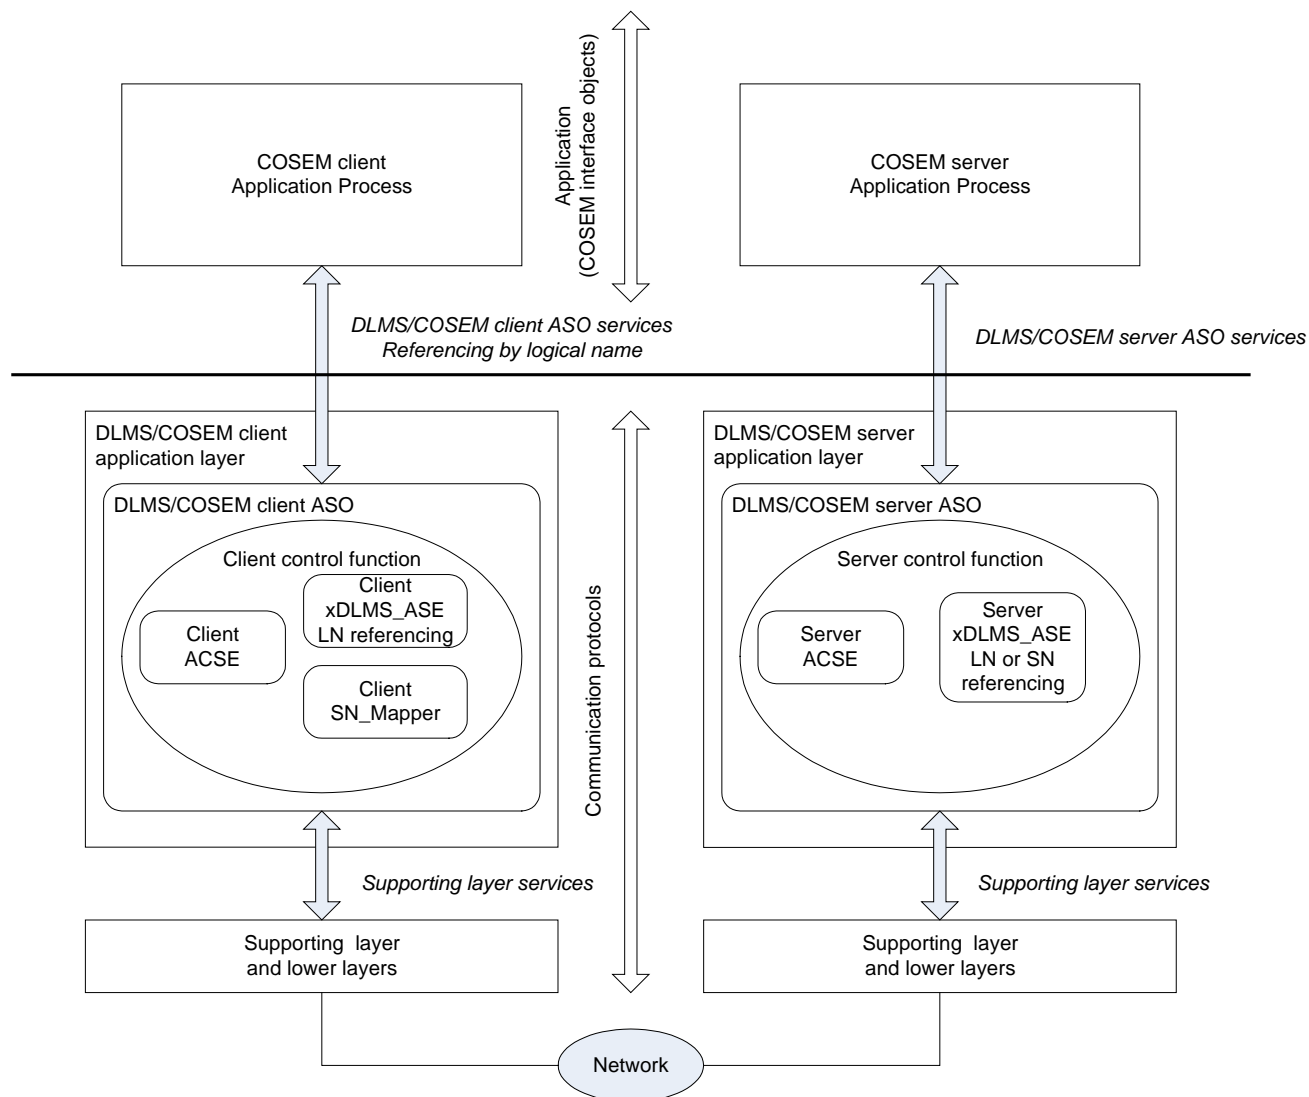 COSEM client
Application Process
Application
(COSEM interface objects)
COSEM server
Application Process
DLMS/COSEM client ASO services
Referencing by logical name
DLMS/COSEM server ASO services
DLMS/COSEM client
application layer
DLMS/COSEM client ASO
Client control function
Client
xDLMS_ASE
LN referencing
Client
ACSE
Client
SN_Mapper
Communication protocols
DLMS/COSEM server
application layer
DLMS/COSEM server ASO
Server control function
Server
ACSE
Server
xDLMS_ASE
LN or SN
referencing
Supporting layer services
Supporting layer services
Supporting layer
and lower layers
Supporting layer
and lower layers
Network